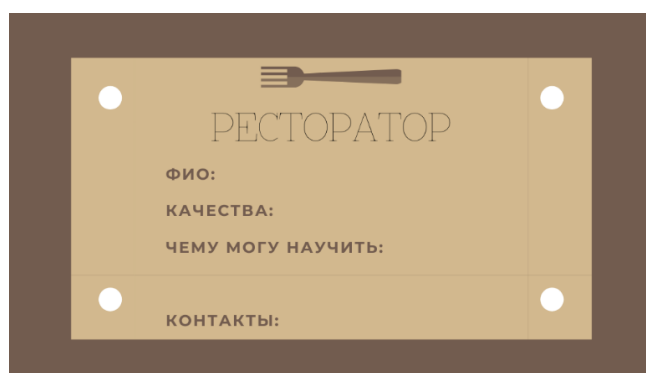 РЕСТОРАТОР
ФИО:
КАЧЕСТВА:
ЧЕМУ МОГУ НАУЧИТЬ:
КОНТАКТЫ: